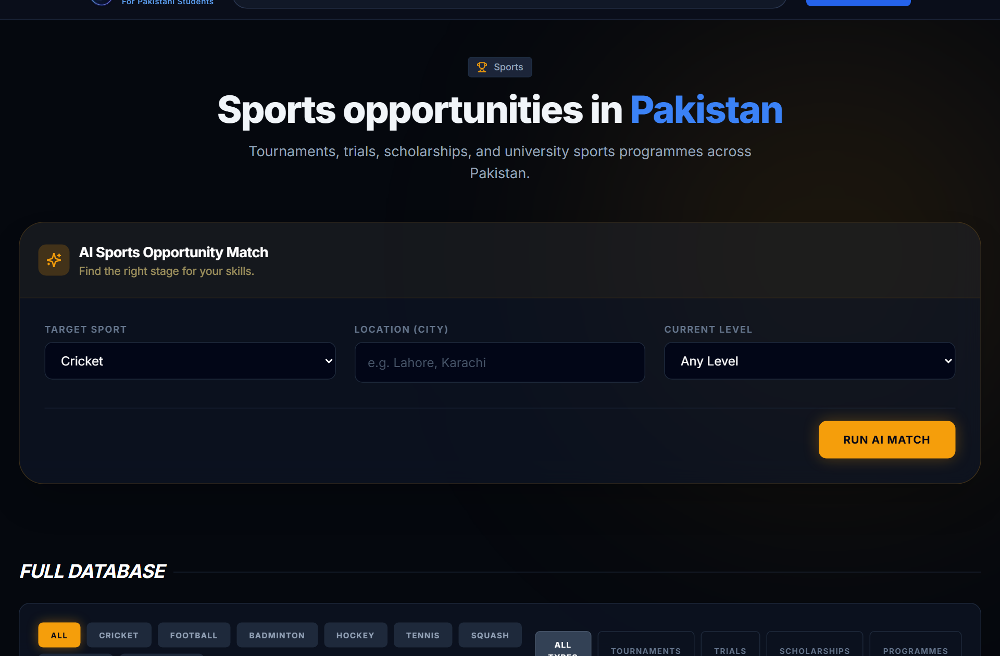 For Pakistani Students
Sports
Sports opportunities in Pakistan
Tournaments, trials, scholarships, and university sports programmes across
Pakistan.
AI Sports Opportunity Match
Find the right stage for your skills.
TARGET SPORT
Cricket
LOCATION (CITY)
e.g. Lahore, Karachi
CURRENT LEVEL
Any Level
RUN AI MATCH
FULL DATABASE
ALL
CRICKET
FOOTBALL
BADMINTON
HOCKEY
TENNIS
SQUASH
ALL
TYPES
TOURNAMENTS
TRIALS
SCHOLARSHIPS
PROGRAMMES